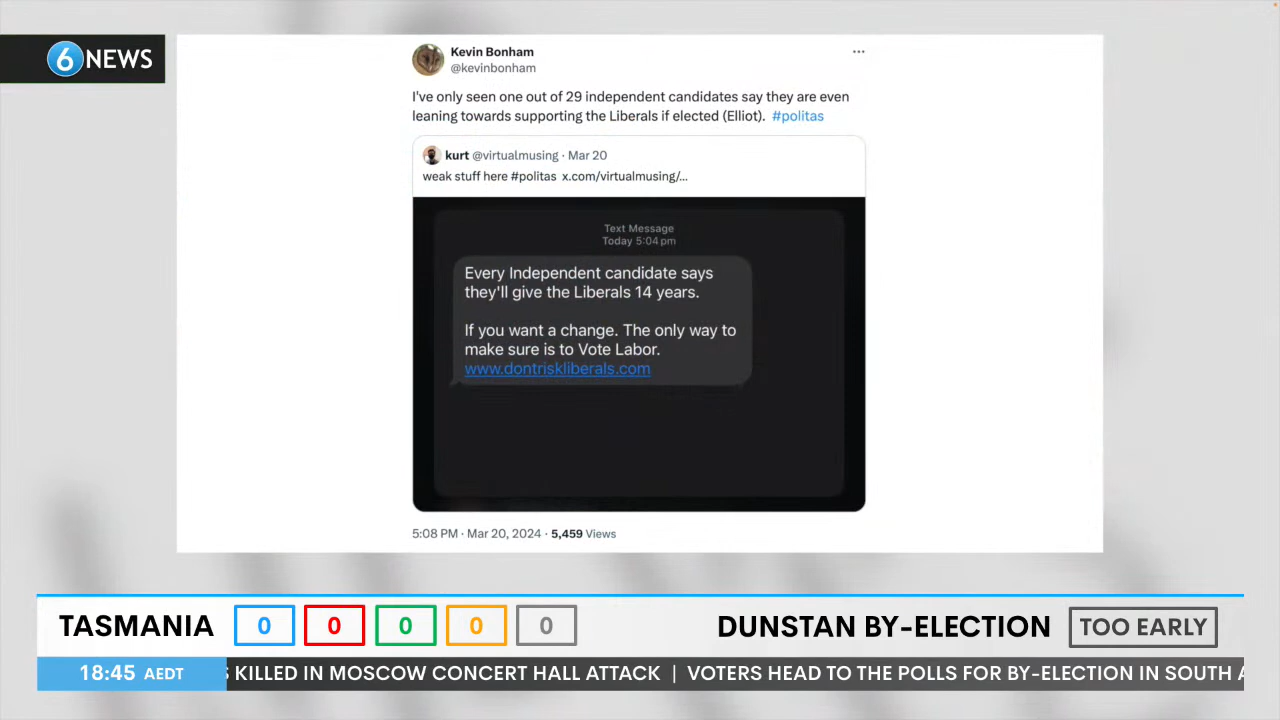 6 NEWS
Kevin Bonham
@kevinbonham
I've only seen one out of 29 independent candidates say they are even
leaning towards supporting the Liberals if elected (Elliot). #politas
kurt @virtualmusing · Mar 20
weak stuff here #politas x.com/virtualmusing/...
Text Message
Today 5:04 pm
Every Independent candidate says
they'll give the Liberals 14 years.
If you want a change. The only way to
make sure is to Vote Labor.
www.dontriskliberals.com
5:08 PM · Mar 20, 2024 · 5,459 Views
TASMANIA 0 0 0 0 0 DUNSTAN BY-ELECTION TOO EARLY
18:45 AEDT KILLED IN MOSCOW CONCERT HALL ATTACK | VOTERS HEAD TO THE POLLS FOR BY-ELECTION IN SOUTH